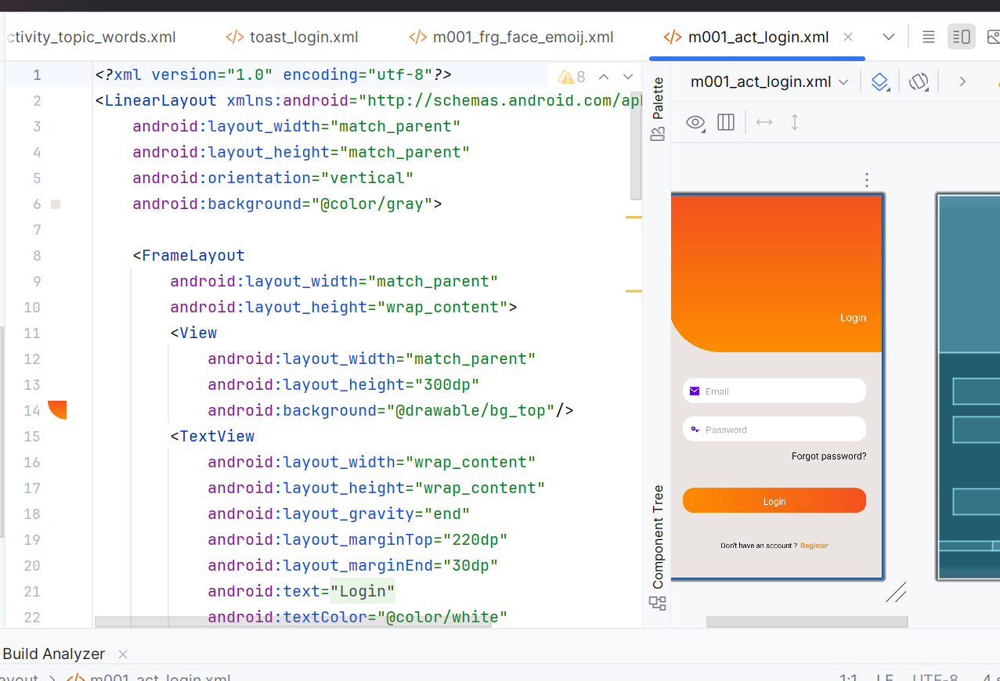 ctivity_topic_words.xml
toast_login.xml
m001_frg_face_emoij.xml
m001_act_login.xml
1 <?xml version="1.0" encoding="utf-8"?>
8
2 <LinearLayout xmlns:android="http://schemas.android.com/ap
3 android:layout_width="match_parent"
4 android:layout_height="match_parent"
5 android:orientation="vertical"
6 android:background="@color/gray">
7
8 <FrameLayout
9 android:layout_width="match_parent"
10 android:layout_height="wrap_content">
11 <View
12 android:layout_width="match_parent"
13 android:layout_height="300dp"
14 android:background="@drawable/bg_top"/>
15 <TextView
16 android:layout_width="wrap_content"
17 android:layout_height="wrap_content"
18 android:layout_gravity="end"
19 android:layout_marginTop="220dp"
20 android:layout_marginEnd="30dp"
21 android:text="Login"
22 android:textColor="@color/white"
Palette
Component Tree
m001_act_login.xml
Login
Email
Password
Forgot password?
Login
Don't have an account ? Register
Build Analyzer
ayout > m001_act_login.xml
1:1 LF UTF-8 4 s